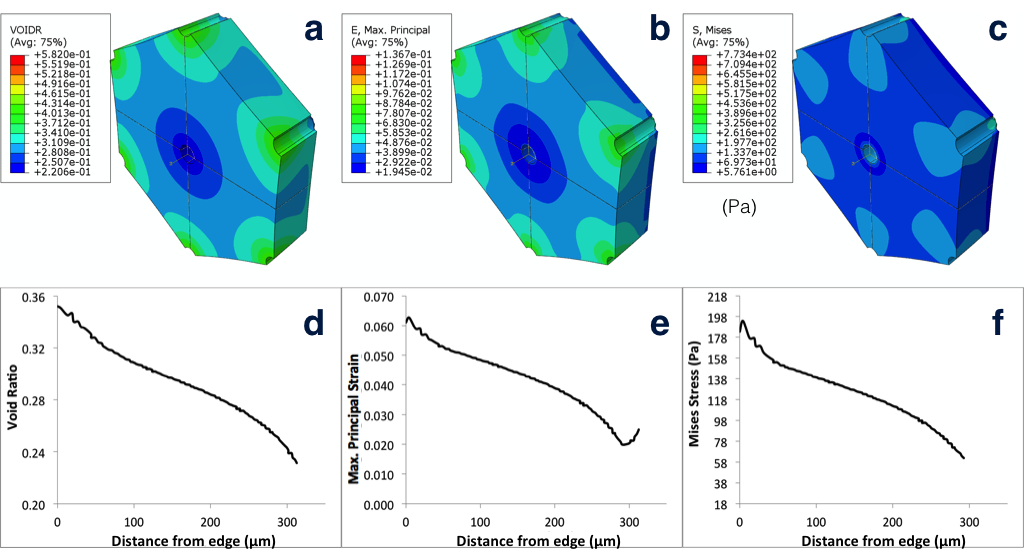 VOIDR
(Avg: 75%)
+5.820e-01
+5.519e-01
+5.218e-01
+4.916e-01
+4.615e-01
+4.314e-01
+4.013e-01
+3.712e-01
+3.410e-01
+3.109e-01
+2.808e-01
+2.507e-01
+2.206e-01
a
E, Max. Principal
(Avg: 75%)
+1.367e-01
+1.269e-01
+1.172e-01
+1.074e-01
+9.762e-02
+8.784e-02
+7.807e-02
+6.830e-02
+5.853e-02
+4.876e-02
+3.899e-02
+2.922e-02
+1.945e-02
b
S, Mises
(Avg: 75%)
+7.734e+02
+7.094e+02
+6.455e+02
+5.815e+02
+5.175e+02
+4.536e+02
+3.896e+02
+3.256e+02
+2.616e+02
+1.977e+02
+1.337e+02
+6.973e+01
+5.761e+00
(Pa)
c
0.36
0.32
0.28
0.24
0.20
Void Ratio
0 100 200 300
Distance from edge (μm)
d
0.070
0.060
0.050
0.040
0.030
0.020
0.010
0.000
Max. Principal Strain
0 100 200 300
Distance from edge (μm)
e
218
198
178
158
138
118
98
78
58
38
18
Mises Stress (Pa)
0 100 200 300
Distance from edge (μm)
f